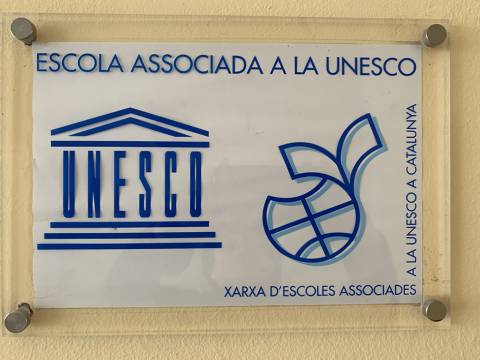 ESCOLA ASSOCIADA A LA UNESCO
UNESCO
XARXA D'ESCOLES ASSOCIADES
A LA UNESCO A CATALUNYA